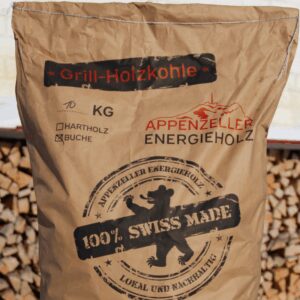 Grill-Holzkohle
10 KG
HARTHOLZ
BUCHE
APPENZELLER
ENERGIEHOLZ
APPENZELLER ENERGIEHOLZ
100% SWISS MADE
LOKAL UND NACHHALTIG